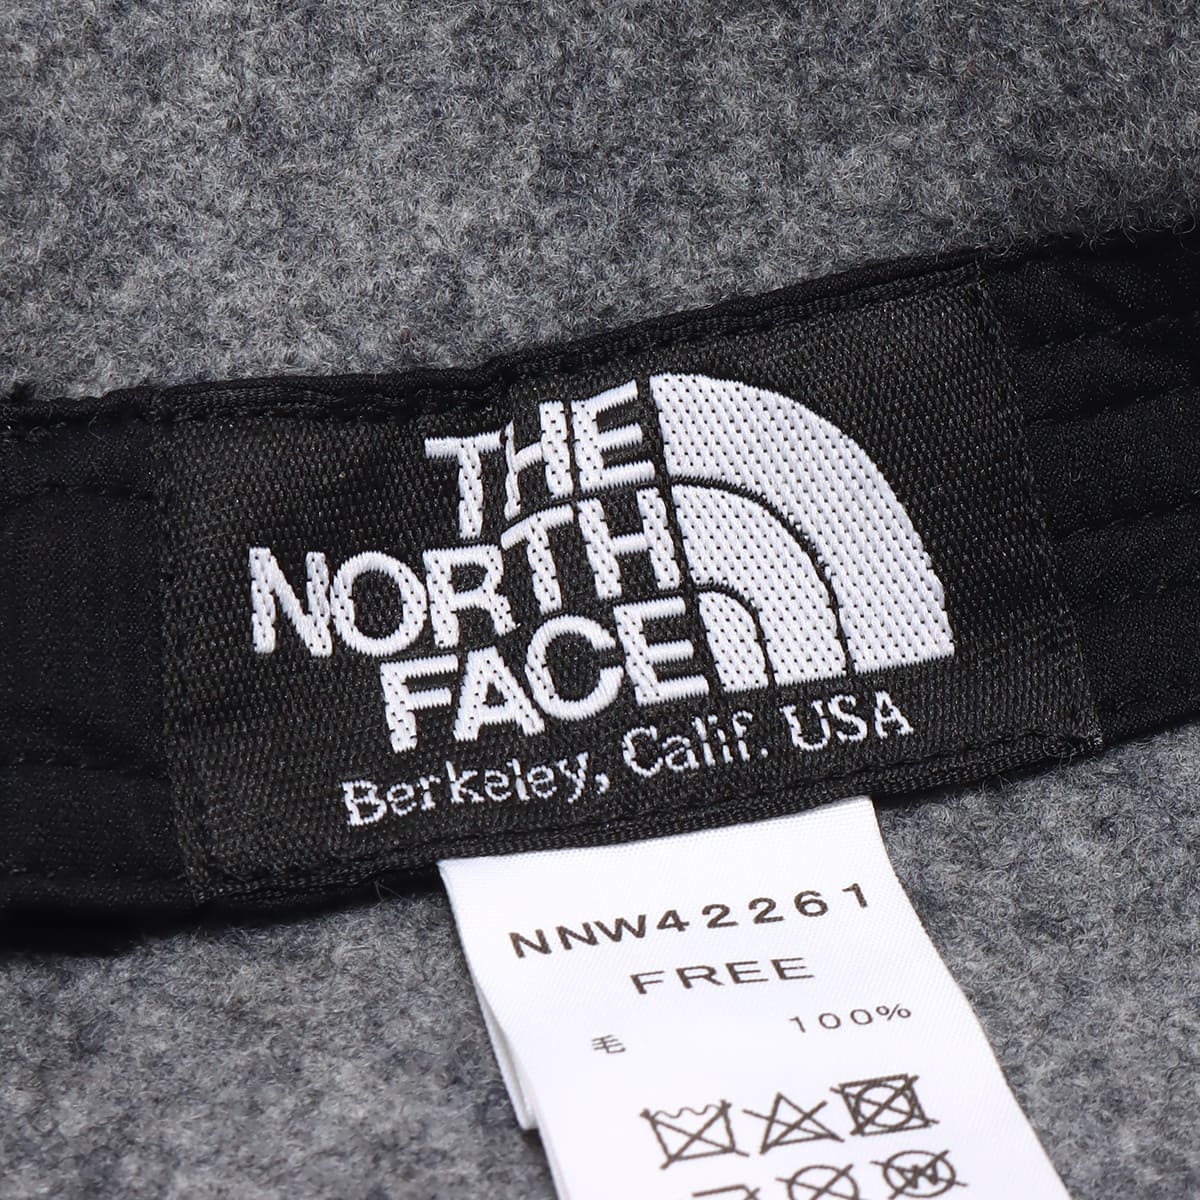 THE
NORTH
FACE
Berkeley, Calif. USA
NNW42261
FREE
毛 100%